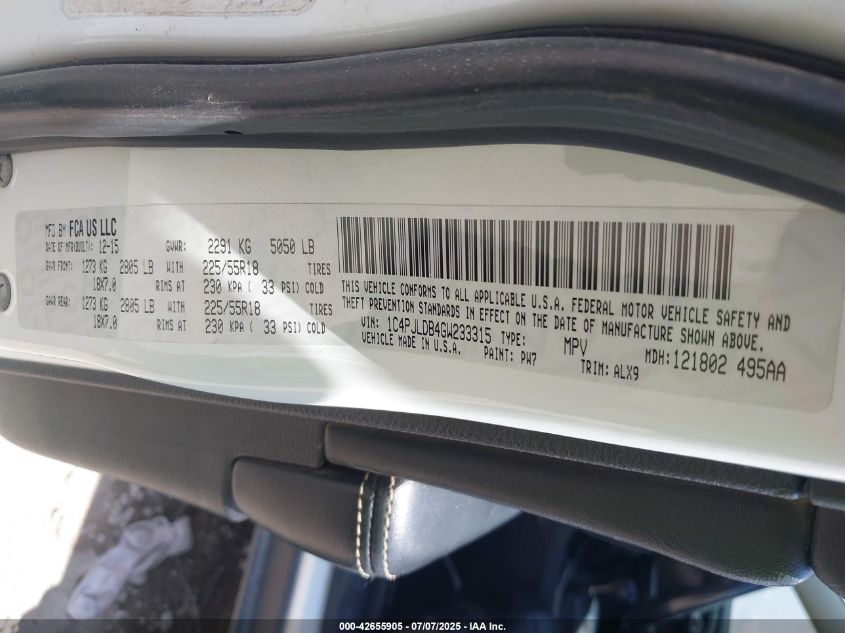 MFD BY FCA US LLC
DATE OF MFR(BUILT): 12-15 GVWR: 2291 KG 5050 LB
GAWR FRONT: 1273 KG 2805 LB WITH 225/55R18 TIRES
18X7.0 RIMS AT 230 KPA ( 33 PSI) COLD
GAWR REAR: 1273 KG 2805 LB WITH 225/55R18 TIRES
18X7.0 RIMS AT 230 KPA ( 33 PSI) COLD
THIS VEHICLE CONFORMS TO ALL APPLICABLE U.S.A. FEDERAL MOTOR VEHICLE SAFETY AND
THEFT PREVENTION STANDARDS IN EFFECT ON THE DATE OF MANUFACTURE SHOWN ABOVE.
VIN: 1C4PJLDB4GW233315 TYPE: MPV MDH: 121802 495AA
VEHICLE MADE IN U.S.A. PAINT: PW7 TRIM: ALX9
000-42655905 - 07/07/2025 - IAA Inc.